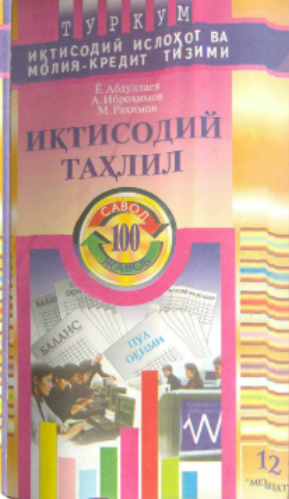 ТУРКУМ
ИҚТИСОДИЙ ИСЛОҲОТ ВА
МОЛИЯ-КРЕДИТ ТИЗИМИ
Ё. Абдуллаев
А. Иброҳимов
М. Раҳимов
ИҚТИСОДИЙ
ТАҲЛИЛ
САВОЛ
100
ЖАВОБ
БАЛАНС
ПУЛ
ОҚИМИ
12
"МЕҲНАТ"